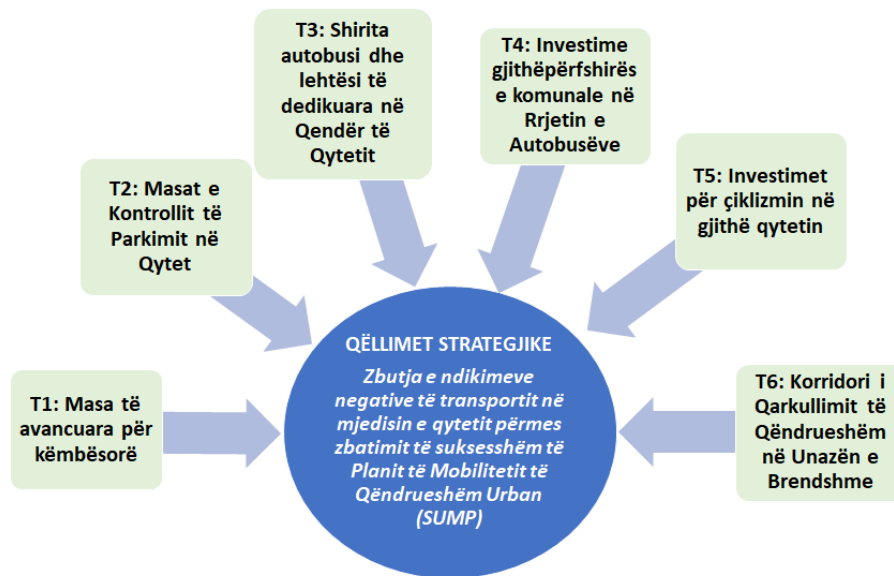 T1: Masa të
avancuara për
këmbësorë
T2: Masat e
Kontrollit të
Parkimit në
Qytet
T3: Shirita
autobusi dhe
lehtësi të
dedikuara në
Qendër të
Qytetit
T4: Investime
gjithëpërfshirës
e komunale në
Rrjetin e
Autobusëve
T5: Investimet
për çiklizmin në
gjithë qytetin
T6: Korridori i
Qarkullimit të
Qëndrueshëm
në Unazën e
Brendshme
QËLLIMET STRATEGJIKE
Zbutja e ndikimeve
negative të transportit në
mjedisin e qytetit përmes
zbatimit të suksesshëm të
Planit të Mobilitetit të
Qëndrueshëm Urban
(SUMP)